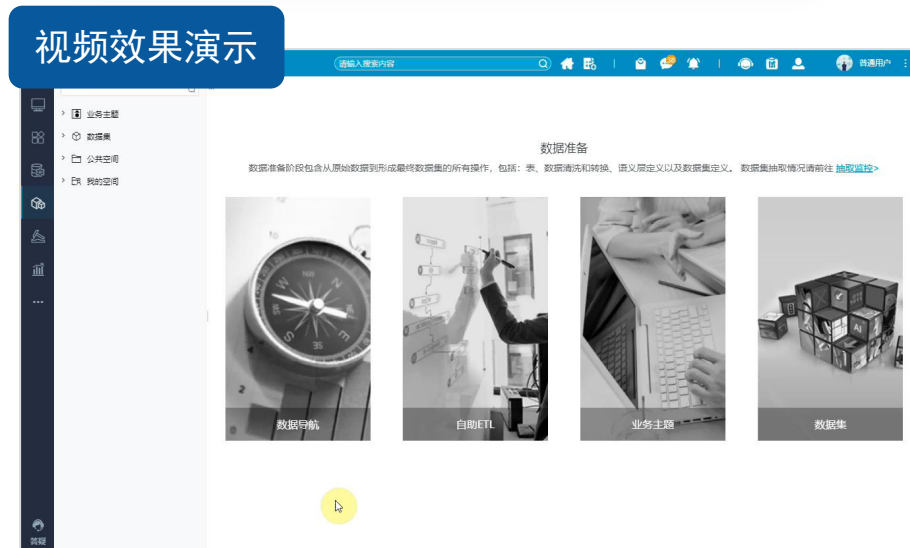 视频效果演示
请输入搜索内容
普通用户
业务主题
数据集
公共空间
我的空间
数据准备
数据准备阶段包含从原始数据到形成最终数据集的所有操作，包括：表、数据清洗和转换、语义层定义以及数据集定义。 数据集抽取情况请前往 抽取监控>
数据导航
自助ETL
业务主题
数据集
答疑